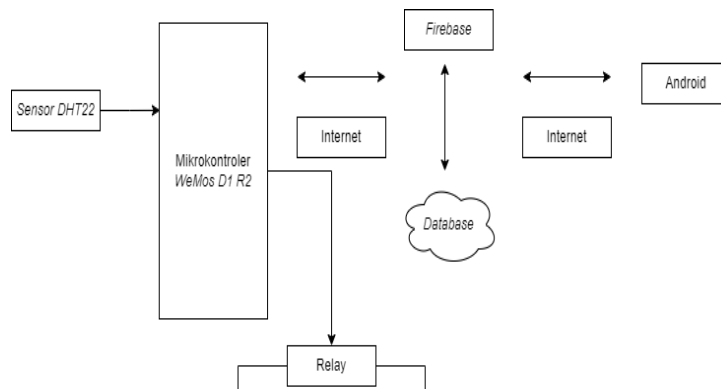 Firebase
Android
Sensor DHT22
Internet
Internet
Mikrokontroler
WeMos D1 R2
Database
Relay